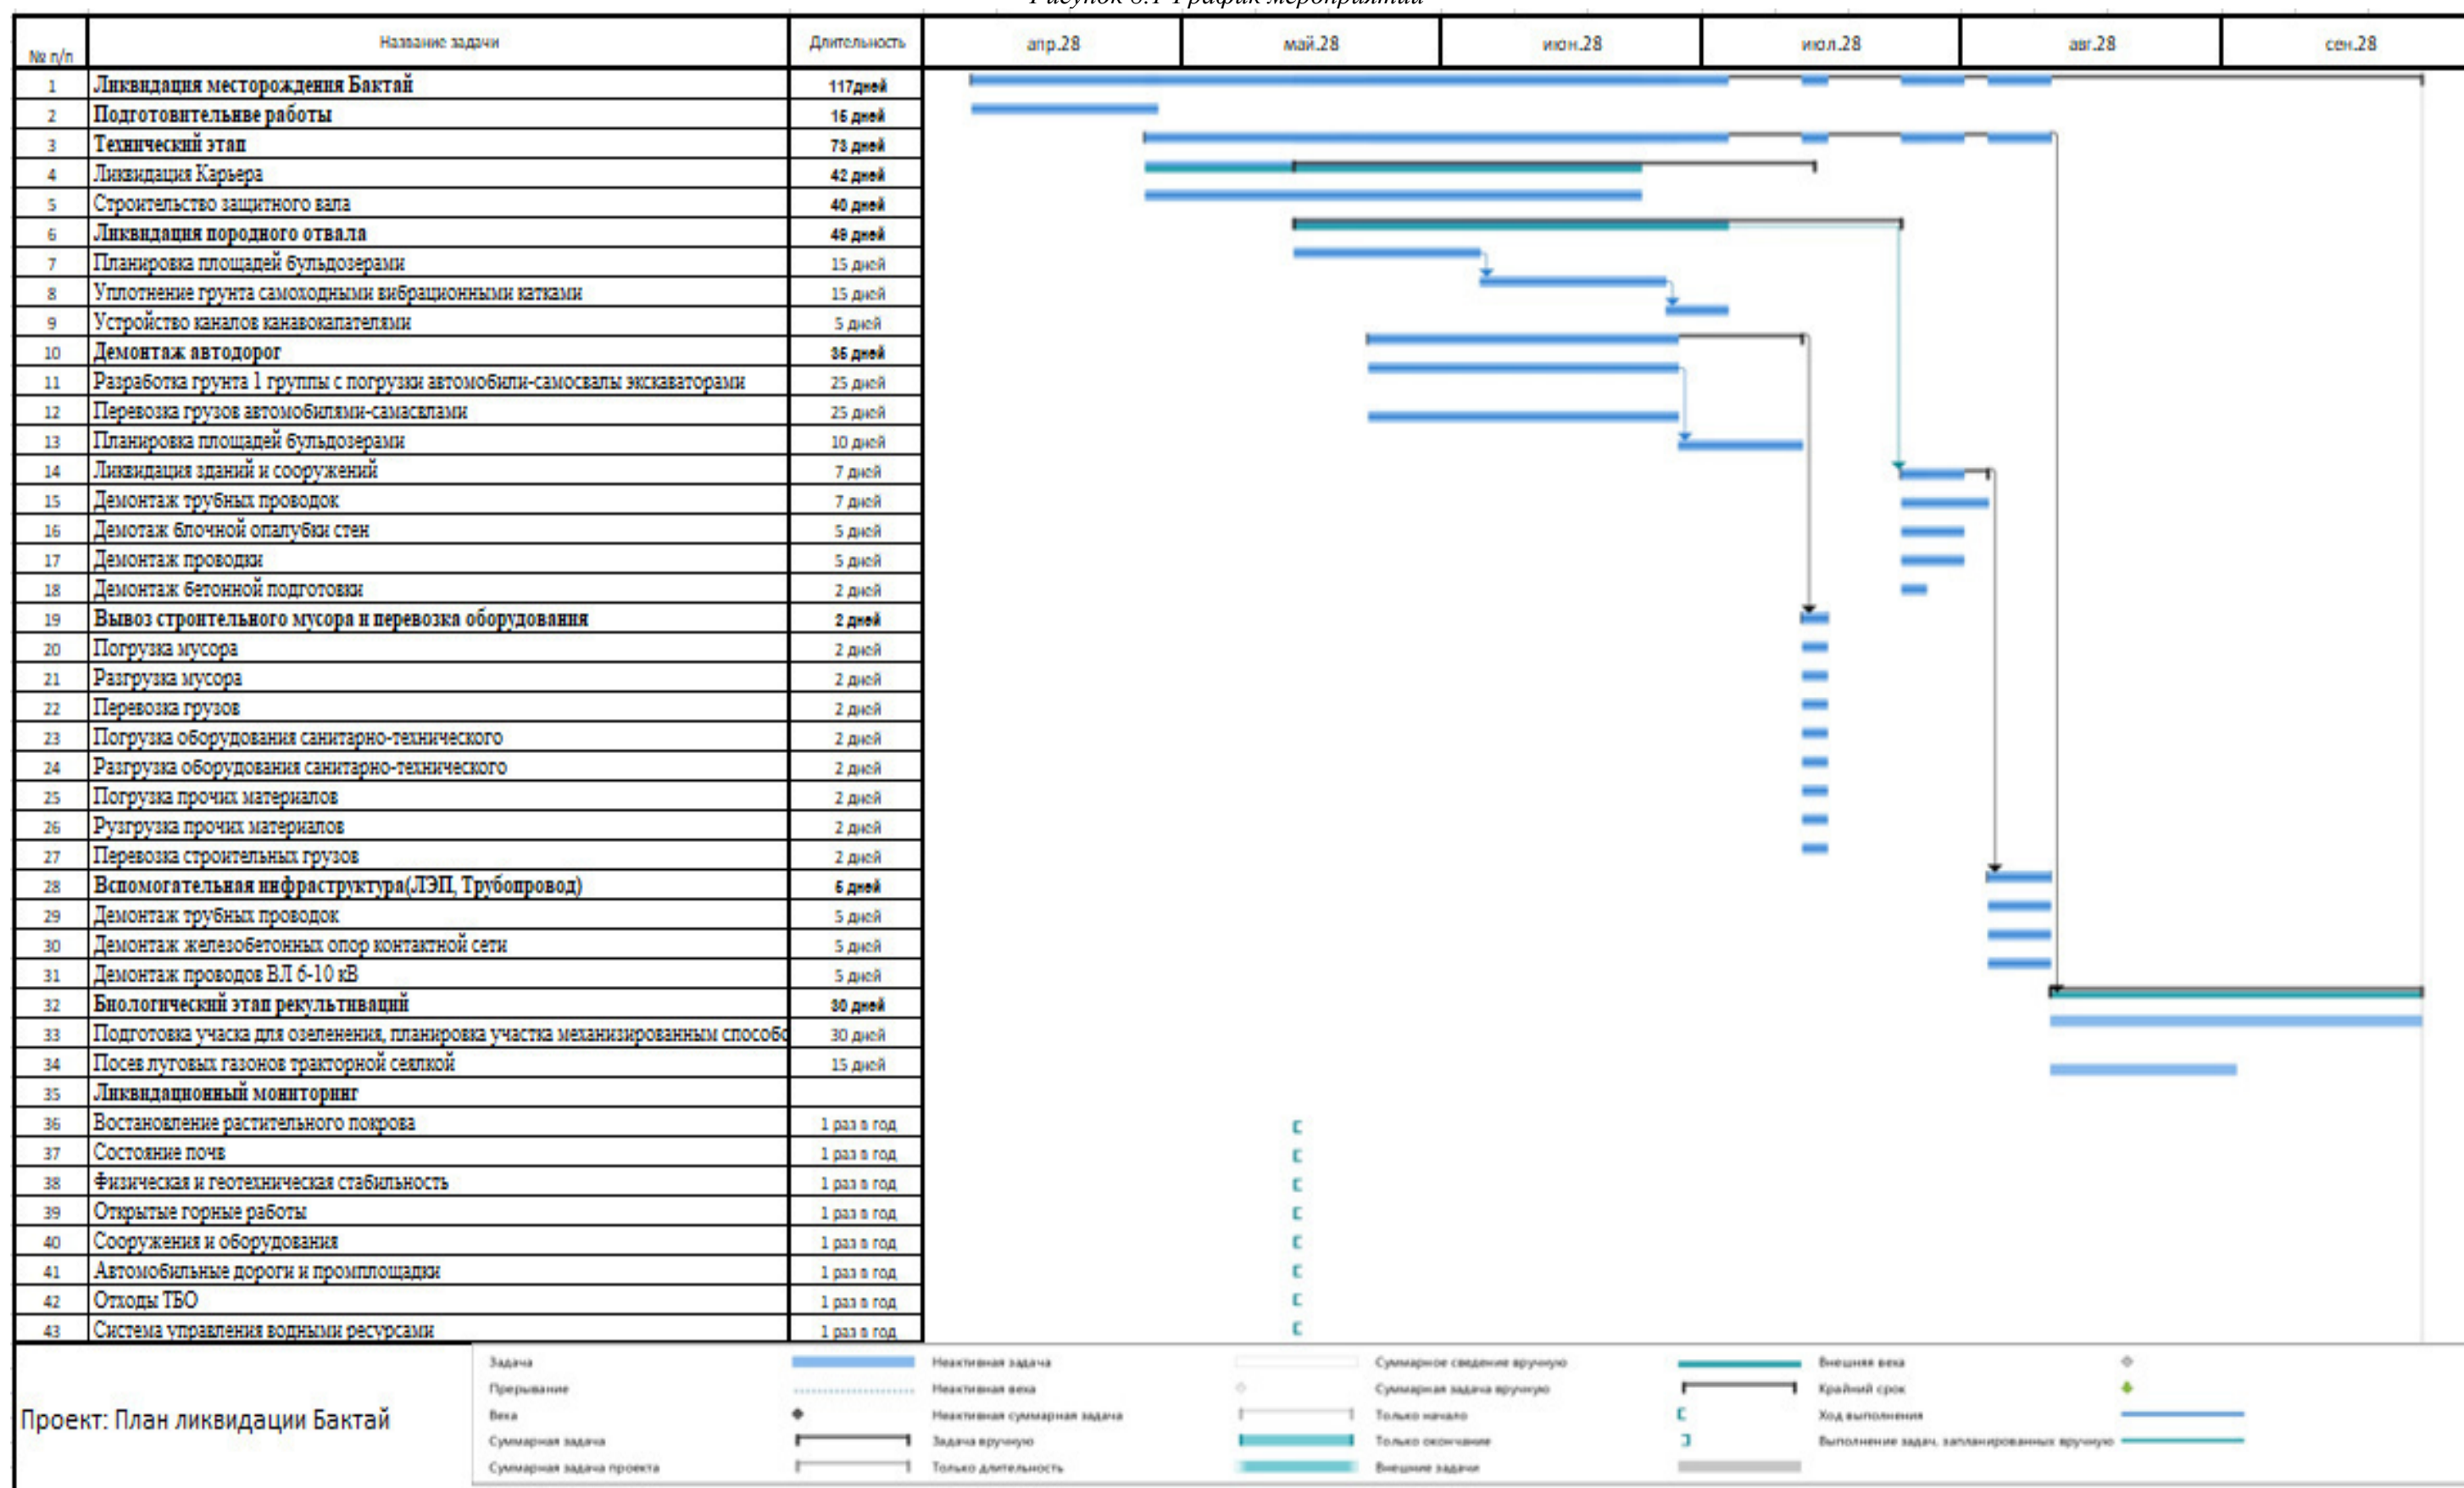 Рисунок 8.1 График мероприятий
№ п/п Название задачи Длительность апр.28 май.28 июн.28 июл.28 авг.28 сен.28
1 Ликвидация месторождения Бактай 117дней
2 Подготовительнве работы 15 дней
3 Технический этап 73 дней
4 Ликвидация Карьера 42 дней
5 Строительство защитного вала 40 дней
6 Ликвидация породного отвала 49 дней
7 Планировка площадей бульдозерами 15 дней
8 Уплотнение грунта самоходными вибрационными катками 15 дней
9 Устройство каналов канавокапателями 5 дней
10 Демонтаж автодорог 35 дней
11 Разработка грунта 1 группы с погрузки автомобили-самосвалы экскаваторами 25 дней
12 Перевозка грузов автомобилями-самасвлами 25 дней
13 Планировка площадей бульдозерами 10 дней
14 Ликвидация зданий и сооружений 7 дней
15 Демонтаж трубных проводок 7 дней
16 Демотаж блочной опалубки стен 5 дней
17 Демонтаж проводки 5 дней
18 Демонтаж бетонной подготовки 2 дней
19 Вывоз строительного мусора и перевозка оборудования 2 дней
20 Погрузка мусора 2 дней
21 Разгрузка мусора 2 дней
22 Перевозка грузов 2 дней
23 Погрузка оборудования санитарно-технического 2 дней
24 Разгрузка оборудования санитарно-технического 2 дней
25 Погрузка прочих материалов 2 дней
26 Рузгрузка прочих материалов 2 дней
27 Перевозка строительных грузов 2 дней
28 Вспомогательная инфраструктура(ЛЭП, Трубопровод) 5 дней
29 Демонтаж трубных проводок 5 дней
30 Демонтаж железобетонных опор контактной сети 5 дней
31 Демонтаж проводов ВЛ 6-10 кВ 5 дней
32 Биологический этап рекультиваций 30 дней
33 Подготовка учаска для озеленения, планировка участка механизированным способо 30 дней
34 Посев луговых газонов тракторной сеялкой 15 дней
35 Ликвидационный мониторинг
36 Востановление растительного покрова 1 раз в год
37 Состояние почв 1 раз в год
38 Физическая и геотехническая стабильность 1 раз в год
39 Открытые горные работы 1 раз в год
40 Сооружения и оборудования 1 раз в год
41 Автомобильные дороги и промплощадки 1 раз в год
42 Отходы ТБО 1 раз в год
43 Система управления водными ресурсами 1 раз в год
Проект: План ликвидации Бактай
Задача Неактивная задача Суммарное сведение вручную Внешняя веха
Прерывание Неактивная веха Суммарная задача вручную Крайний срок
Веха Неактивная суммарная задача Только начало Ход выполнения
Суммарная задача Задача вручную Только окончание Выполнение задач, запланированных вручную
Суммарная задача проекта Только длительность Внешние задачи